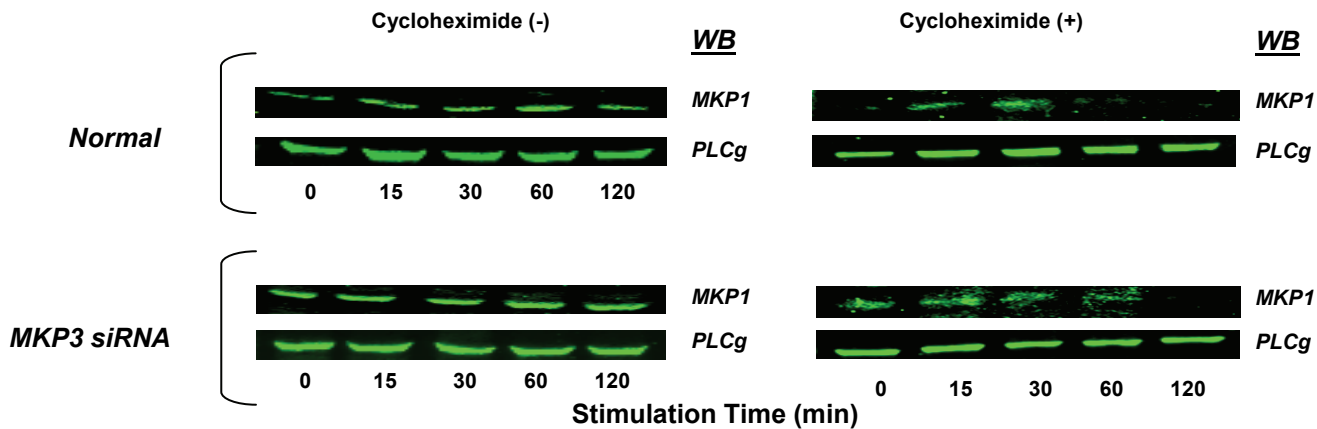 Cycloheximide (-)
WB
Cycloheximide (+)
WB
Normal
MKP1
MKP1
PLCg
PLCg
0 15 30 60 120
MKP3 siRNA
MKP1
MKP1
PLCg
PLCg
0 15 30 60 120
0 15 30 60 120
Stimulation Time (min)